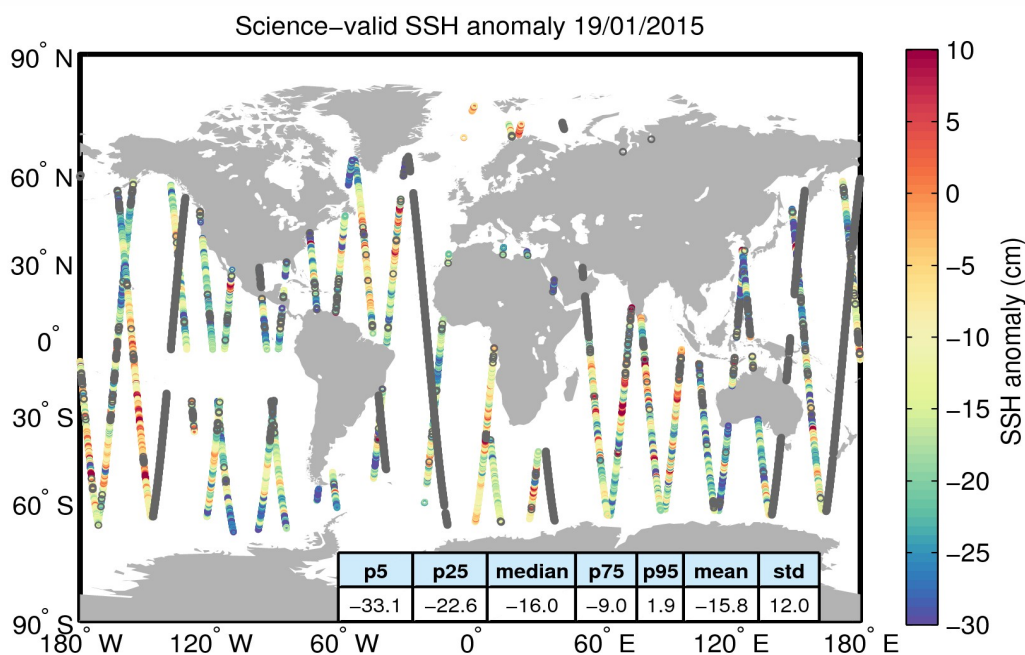 Science−valid SSH anomaly 19/01/2015
90° N
60° N
30° N
0°
30° S
60° S
90° S
180° W
120° W
60° W
0°
60° E
120° E
180° E
p5 p25 median p75 p95 mean std
−33.1 −22.6 −16.0 −9.0 1.9 −15.8 12.0
10
5
0
−5
−10
−15
−20
−25
−30
SSH anomaly (cm)